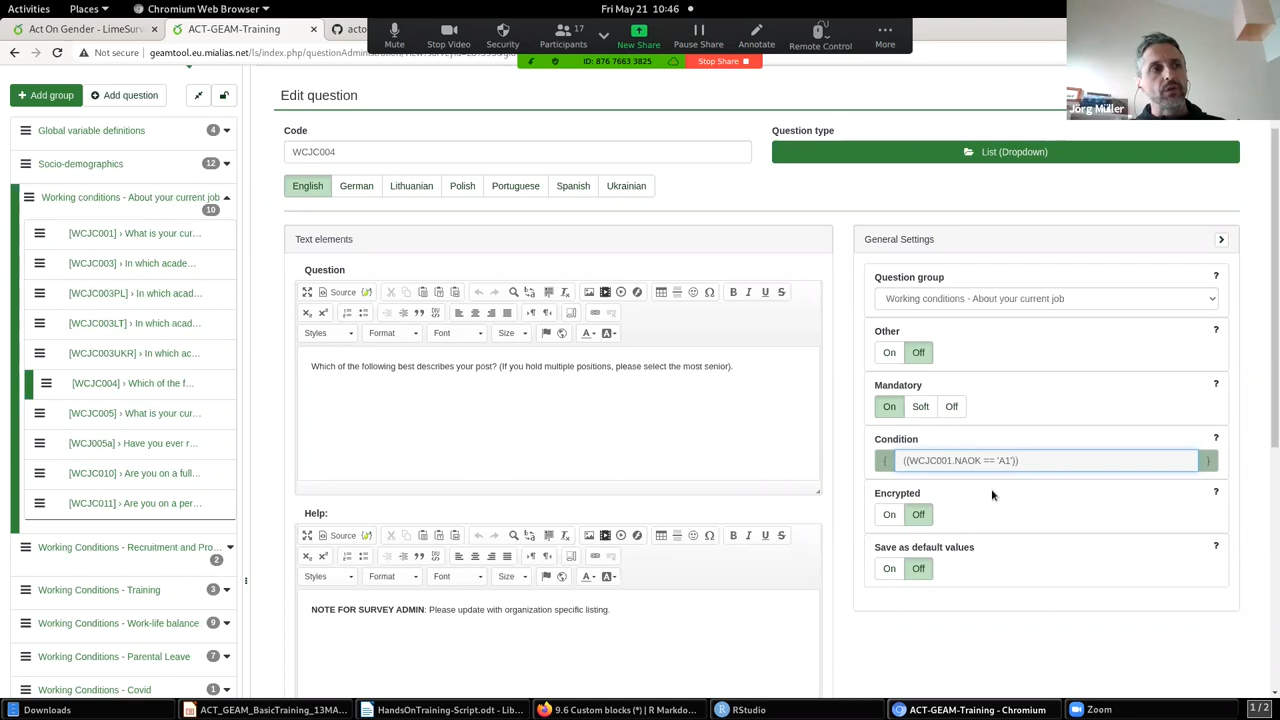 Activities Places Chromium Web Browser Fri May 21 10:46
Act On Gender - LimeSurv
ACT-GEAM-Training
acto
Mute Stop Video Security Participants 17 New Share Pause Share Annotate Remote Control More
ID: 876 7663 3825 Stop Share
Not secure geamtool.eu.mialias.net/ls/index.php/questionAdmin
Jörg Müller
Add group Add question
Global variable definitions 4
Socio-demographics 12
Working conditions - About your current job
10
[WCJC001] › What is your cur…
[WCJC003] › In which acade…
[WCJC003PL] › In which acad…
[WCJC003LT] › In which acad…
[WCJC003UKR] › In which ac…
[WCJC004] › Which of the f…
[WCJC005] › What is your cur…
[WCJ005a] › Have you ever r…
[WCJC010] › Are you on a full…
[WCJC011] › Are you on a per…
Working Conditions - Recruitment and Pro…
2
Working Conditions - Training 3
Working Conditions - Work-life balance 9
Working Conditions - Parental Leave 7
Working Conditions - Covid 1
Edit question
Code
WCJC004
Question type
List (Dropdown)
English German Lithuanian Polish Portuguese Spanish Ukrainian
Text elements
Question
Source
B I U S
Styles Format Font Size A A
Which of the following best describes your post? (If you hold multiple positions, please select the most senior).
Help:
Source
B I U S
Styles Format Font Size A A
NOTE FOR SURVEY ADMIN: Please update with organization specific listing.
General Settings
Question group ?
Working conditions - About your current job
Other ?
On Off
Mandatory ?
On Soft Off
Condition ?
{ ((WCJC001.NAOK == 'A1')) }
Encrypted ?
On Off
Save as default values ?
On Off
Downloads
ACT_GEAM_BasicTraining_13MA…
HandsOnTraining-Script.odt - Lib…
9.6 Custom blocks (*) | R Markdo…
RStudio
ACT-GEAM-Training - Chromium
Zoom
1 / 2